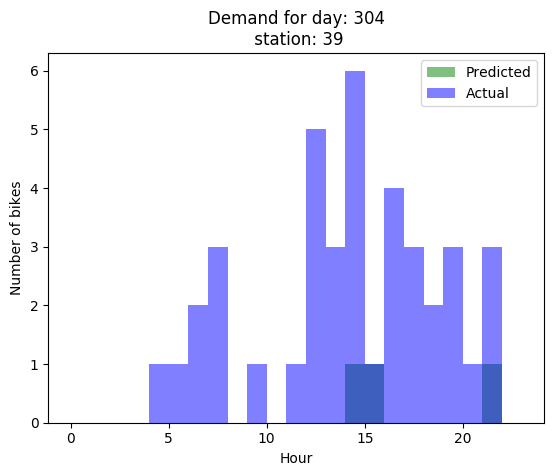 Demand for day: 304
station: 39
Predicted
Actual
Number of bikes
6
5
4
3
2
1
0
0 5 10 15 20
Hour